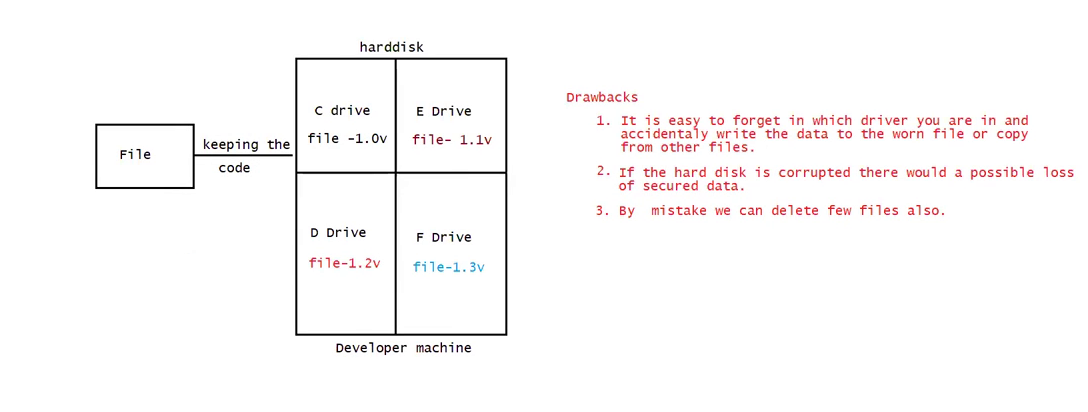 harddisk
C drive
file -1.0v
E Drive
file- 1.1v
File
keeping the
code
D Drive
file-1.2v
F Drive
file-1.3v
Developer machine
Drawbacks
1. It is easy to forget in which driver you are in and
accidentaly write the data to the worn file or copy
from other files.
2. If the hard disk is corrupted there would a possible loss
of secured data.
3. By mistake we can delete few files also.